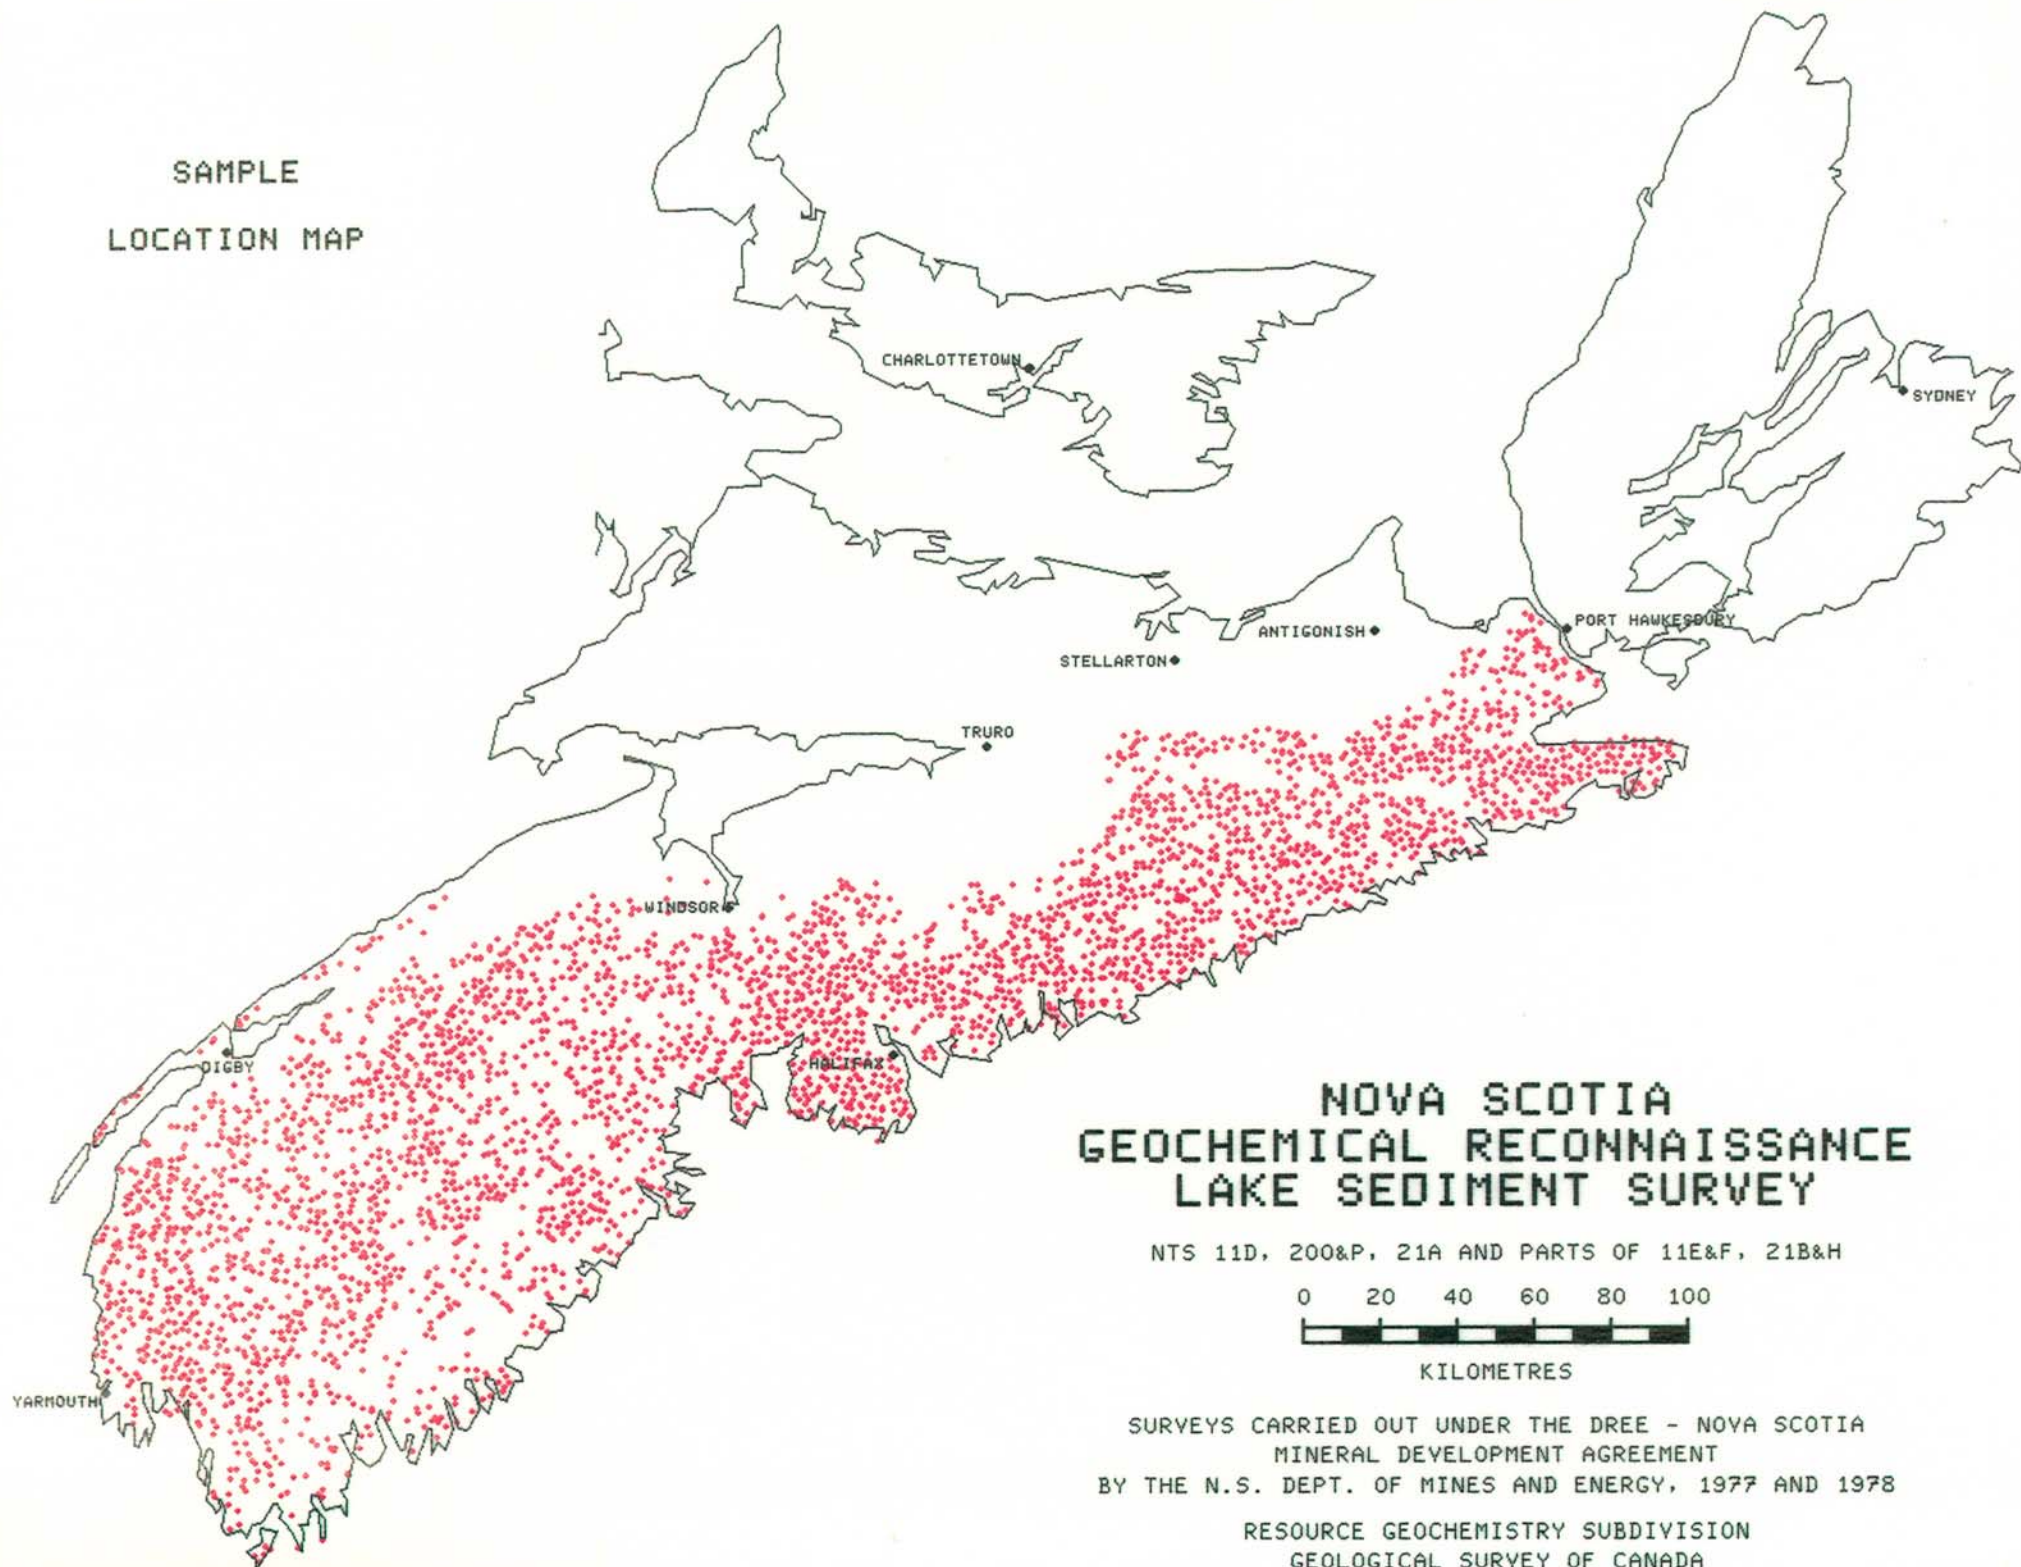 SAMPLE
LOCATION MAP
CHARLOTTETOWN
SYDNEY
PORT HAWKESBURY
ANTIGONISH
STELLARTON
TRURO
WINDSOR
DIGBY
HALIFAX
YARMOUTH
NOVA SCOTIA
GEOCHEMICAL RECONNAISSANCE
LAKE SEDIMENT SURVEY
NTS 11D, 20O&P, 21A AND PARTS OF 11E&F, 21B&H
0 20 40 60 80 100
KILOMETRES
SURVEYS CARRIED OUT UNDER THE DREE - NOVA SCOTIA
MINERAL DEVELOPMENT AGREEMENT
BY THE N.S. DEPT. OF MINES AND ENERGY, 1977 AND 1978
RESOURCE GEOCHEMISTRY SUBDIVISION
GEOLOGICAL SURVEY OF CANADA